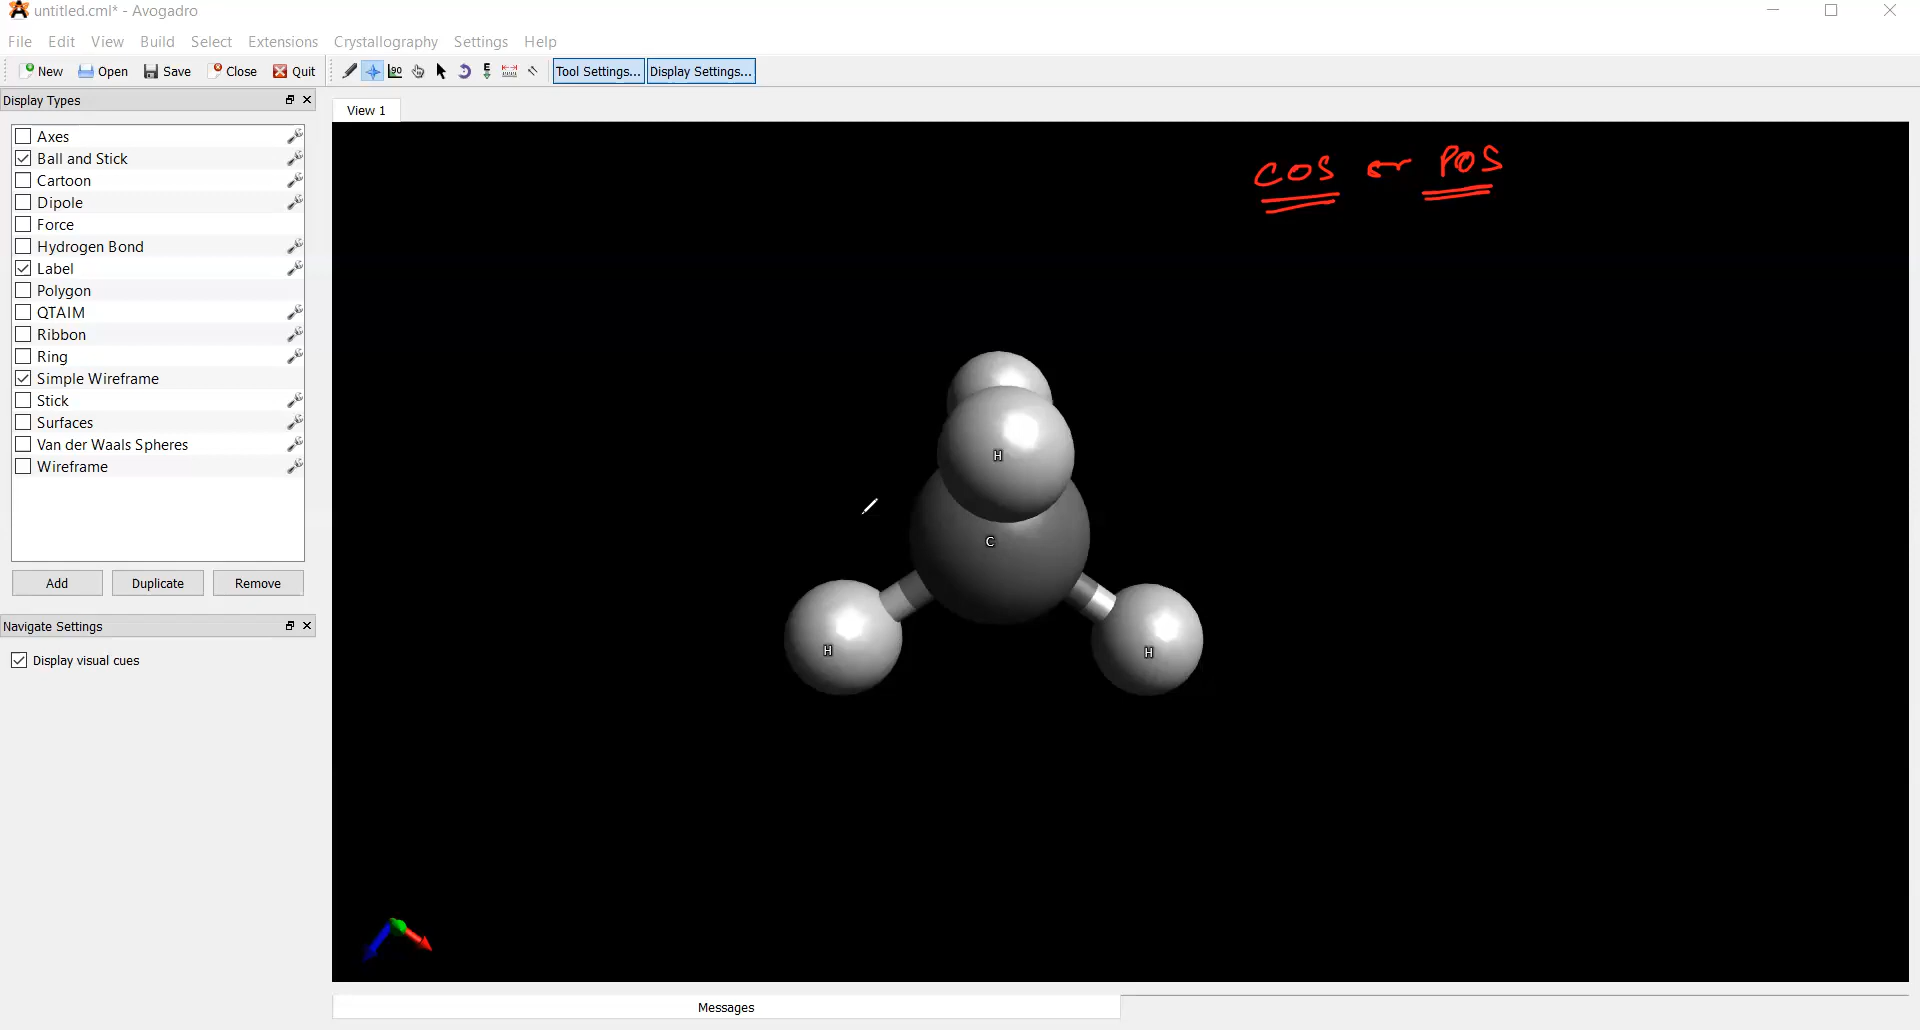 untitled.cml* - Avogadro
File Edit View Build Select Extensions Crystallography Settings Help
New Open Save Close Quit 90 E Tool Settings... Display Settings...
Display Types
View 1
COS or POS
Axes
Ball and Stick
Cartoon
Dipole
Force
Hydrogen Bond
Label
Polygon
QTAIM
Ribbon
Ring
Simple Wireframe
Stick
Surfaces
Van der Waals Spheres
Wireframe
Add Duplicate Remove
Navigate Settings
Display visual cues
H
C
H H
Messages